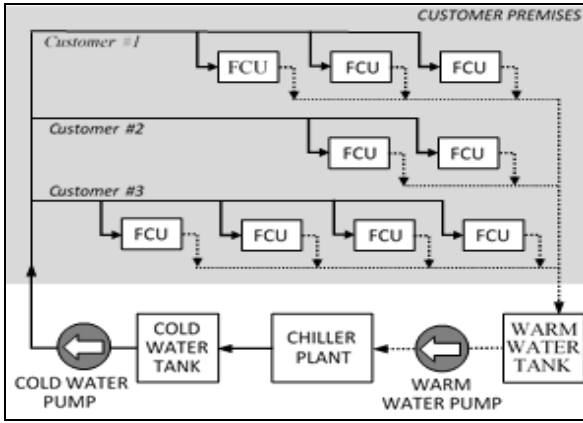 CUSTOMER PREMISES
Customer #1
FCU FCU FCU
Customer #2
FCU FCU
Customer #3
FCU FCU FCU FCU
COLD
WATER
TANK
CHILLER
PLANT
WARM
WATER
TANK
COLD WATER
PUMP
WARM
WATER PUMP